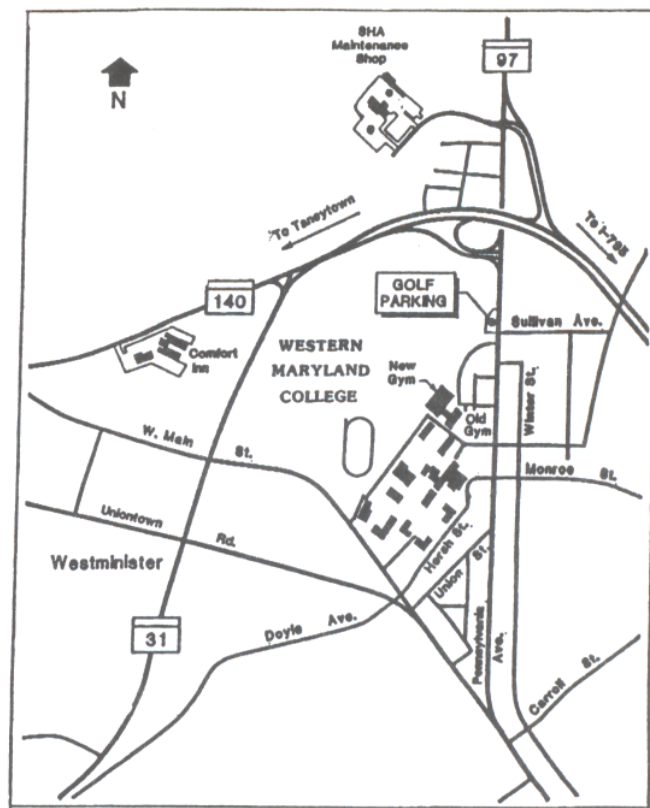 SHA
Maintenance
Shop
97
N
To Taneytown
To I-795
140
GOLF
PARKING
Sullivan Ave.
Comfort
Inn
WESTERN
MARYLAND
COLLEGE
New
Gym
Old
Gym
Winter St.
W. Main St.
Monroe St.
Uniontown Rd.
Hersh St.
Union St.
Westminister
31
Doyle Ave.
Pennsylvania
Ave.
Carroll St.